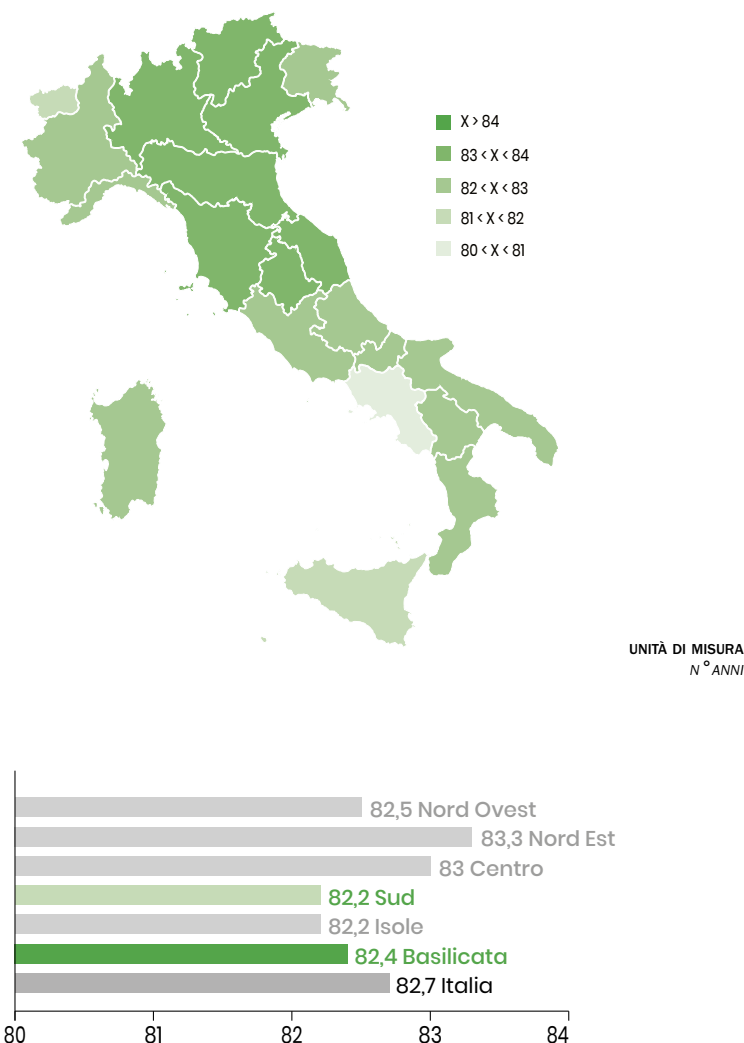 X > 84
83 < X < 84
82 < X < 83
81 < X < 82
80 < X < 81
UNITÀ DI MISURA
N° ANNI
82,5 Nord Ovest
83,3 Nord Est
83 Centro
82,2 Sud
82,2 Isole
82,4 Basilicata
82,7 Italia
80 81 82 83 84